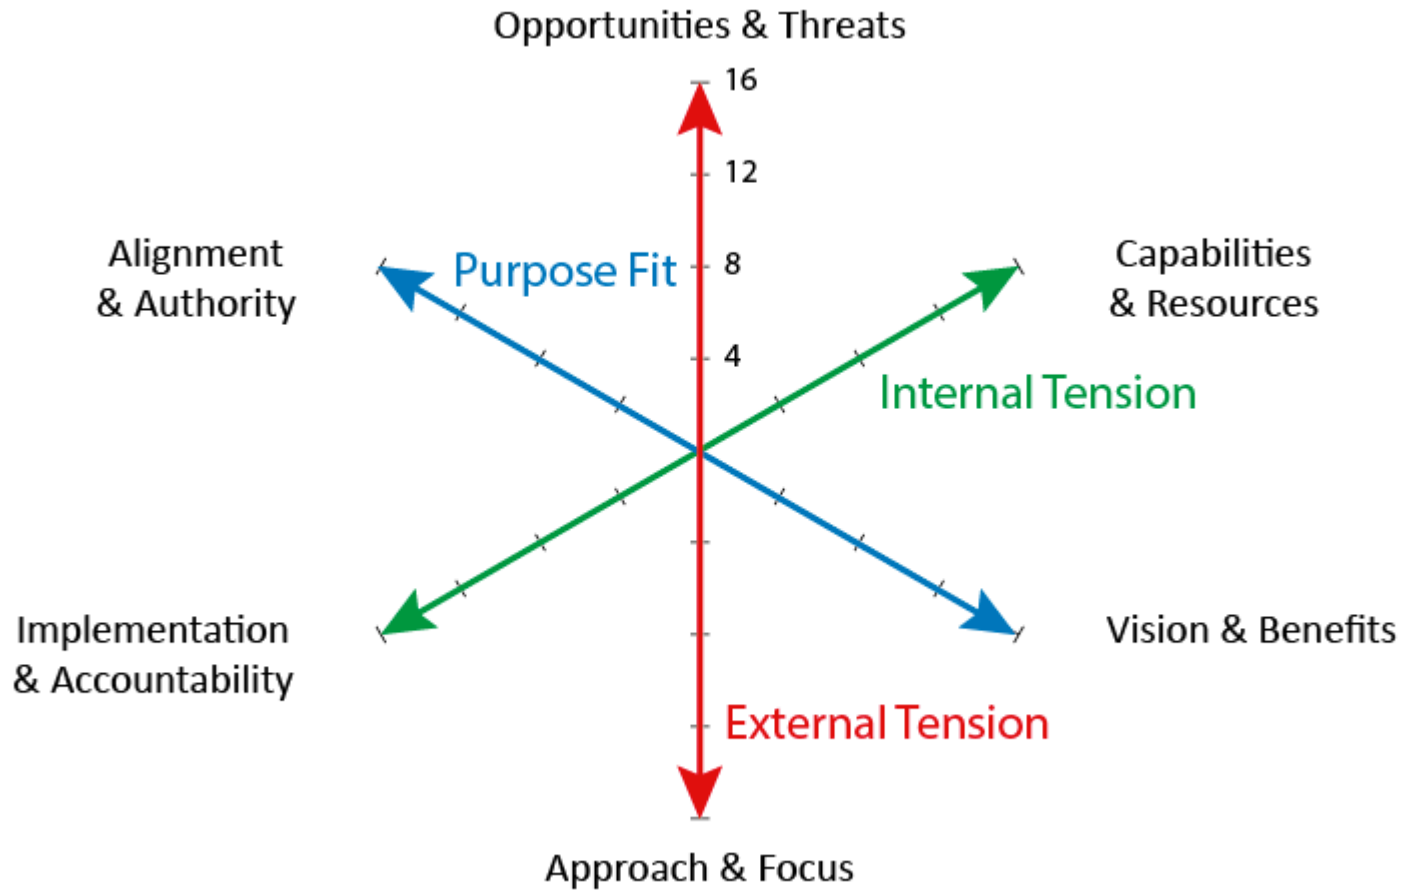 Opportunities & Threats
16
12
Alignment
& Authority
Purpose Fit
8
Capabilities
& Resources
4
Internal Tension
Implementation
& Accountability
Vision & Benefits
External Tension
Approach & Focus